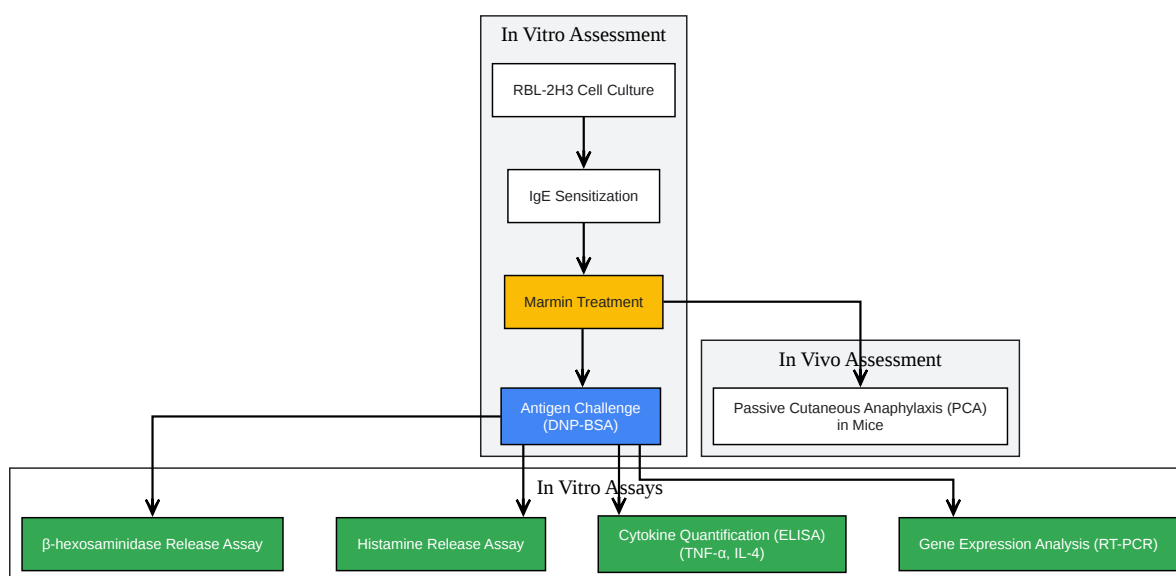 In Vitro Assessment
RBL-2H3 Cell Culture
IgE Sensitization
Marmin Treatment
In Vivo Assessment
Antigen Challenge
(DNP-BSA)
Passive Cutaneous Anaphylaxis (PCA)
in Mice
In Vitro Assays
β-hexosaminidase Release Assay
Histamine Release Assay
Cytokine Quantification (ELISA)
(TNF-α, IL-4)
Gene Expression Analysis (RT-PCR)